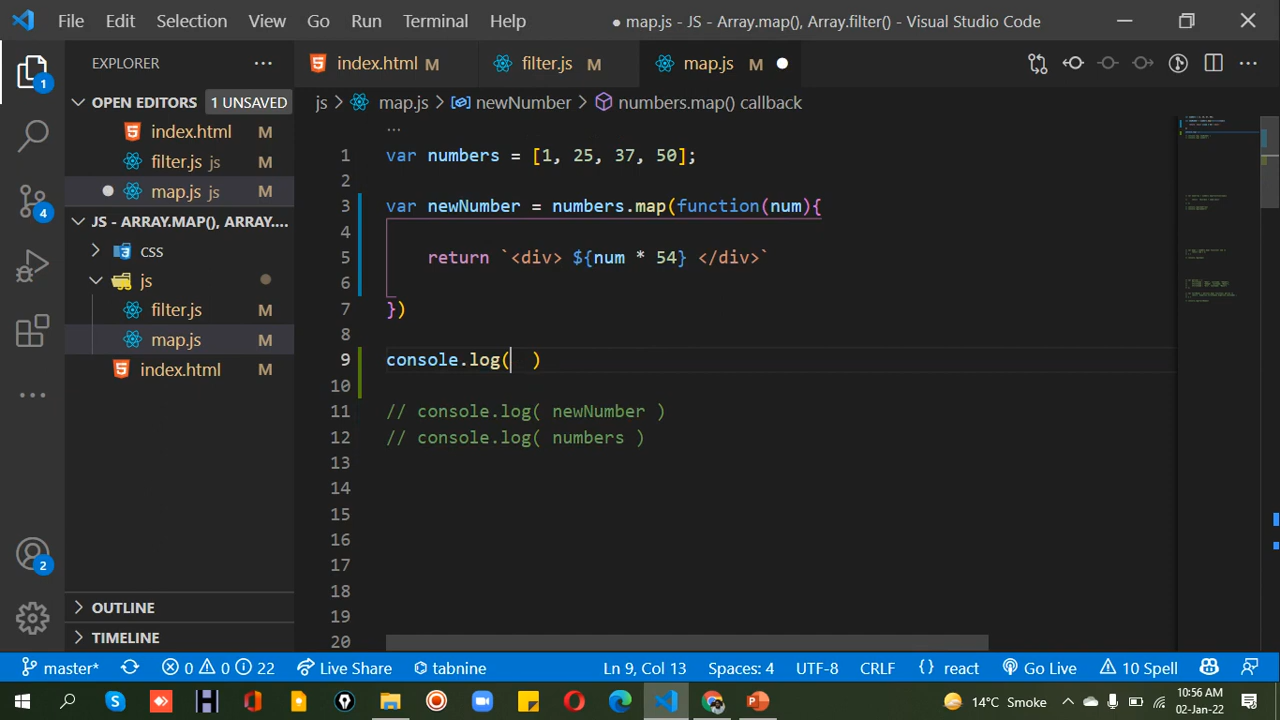 File Edit Selection View Go Run Terminal Help
● map.js - JS - Array.map(), Array.filter() - Visual Studio Code
EXPLORER ···
index.html M
filter.js M
map.js M
js > map.js > newNumber > numbers.map() callback
OPEN EDITORS 1 UNSAVED
index.html M
filter.js js M
map.js js M
JS - ARRAY.MAP(), ARRAY....
css
js
filter.js M
map.js M
index.html M
OUTLINE
TIMELINE
1
4
2
1 var numbers = [1, 25, 37, 50];
2
3 var newNumber = numbers.map(function(num){
4
5 return `<div> ${num * 54} </div>`
6
7 })
8
9 console.log(  )
10
11 // console.log( newNumber )
12 // console.log( numbers )
13
14
15
16
17
18
19
20
master* 0 0 22 Live Share tabnine Ln 9, Col 13 Spaces: 4 UTF-8 CRLF {} react Go Live 10 Spell
14°C Smoke
10:56 AM
02-Jan-22